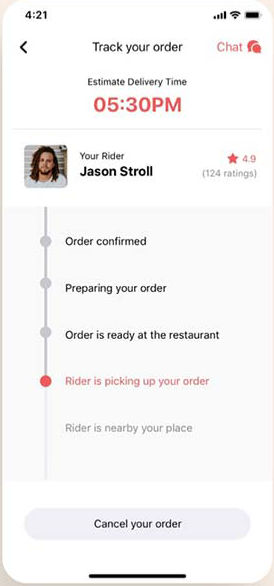 4:21
Track your order
Chat
Estimate Delivery Time
05:30PM
Your Rider
Jason Stroll
4.9
(124 ratings)
Order confirmed
Preparing your order
Order is ready at the restaurant
Rider is picking up your order
Rider is nearby your place
Cancel your order